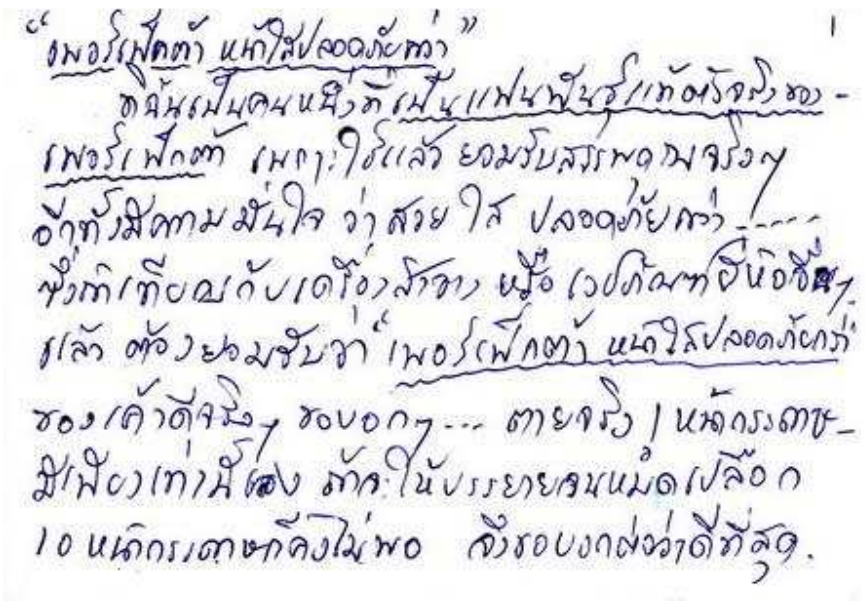 1
"เพอร์เฟ็คต้า หน้าใสปลอดภัยกว่า"
ดิฉันเป็นคนหนึ่งที่เป็นแฟนพันธุ์แท้ตัวจริงของ-
เพอร์เฟ็กต้า เพราะใช้แล้ว ยอมรับสรรพคุณจริงๆ
อีกทั้งมีความมั่นใจ ว่าสวย ใส ปลอดภัยกว่า......
ซึ่งถ้าเทียบกับเครื่องสำอาง หรือ เวชภัณฑ์ยี่ห้ออื่นๆ
แล้ว ต้องยอมรับว่า "เพอร์เฟ็กต้า หน้าใสปลอดภัยกว่า
ของเค้าดีจริงๆ ขอบอกๆ... ตายจริง! หน้ากระดาษ-
มีเพียงเท่านี้เอง ถ้าจะให้บรรยายจนหมดเปลือก
10 หน้ากระดาษก็คงไม่พอ จึงขอบอกต่อว่าดีที่สุด.